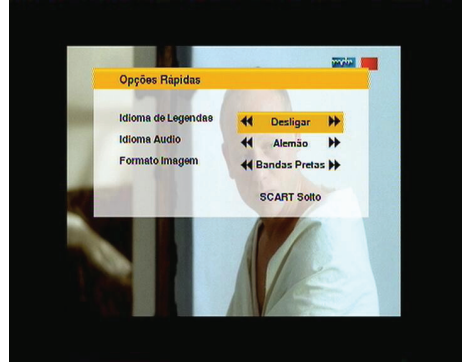 Opções Rápidas
Idioma de Legendas Desligar
Idioma Audio Alemão
Formato Imagem Bandas Pretas
SCART Solto